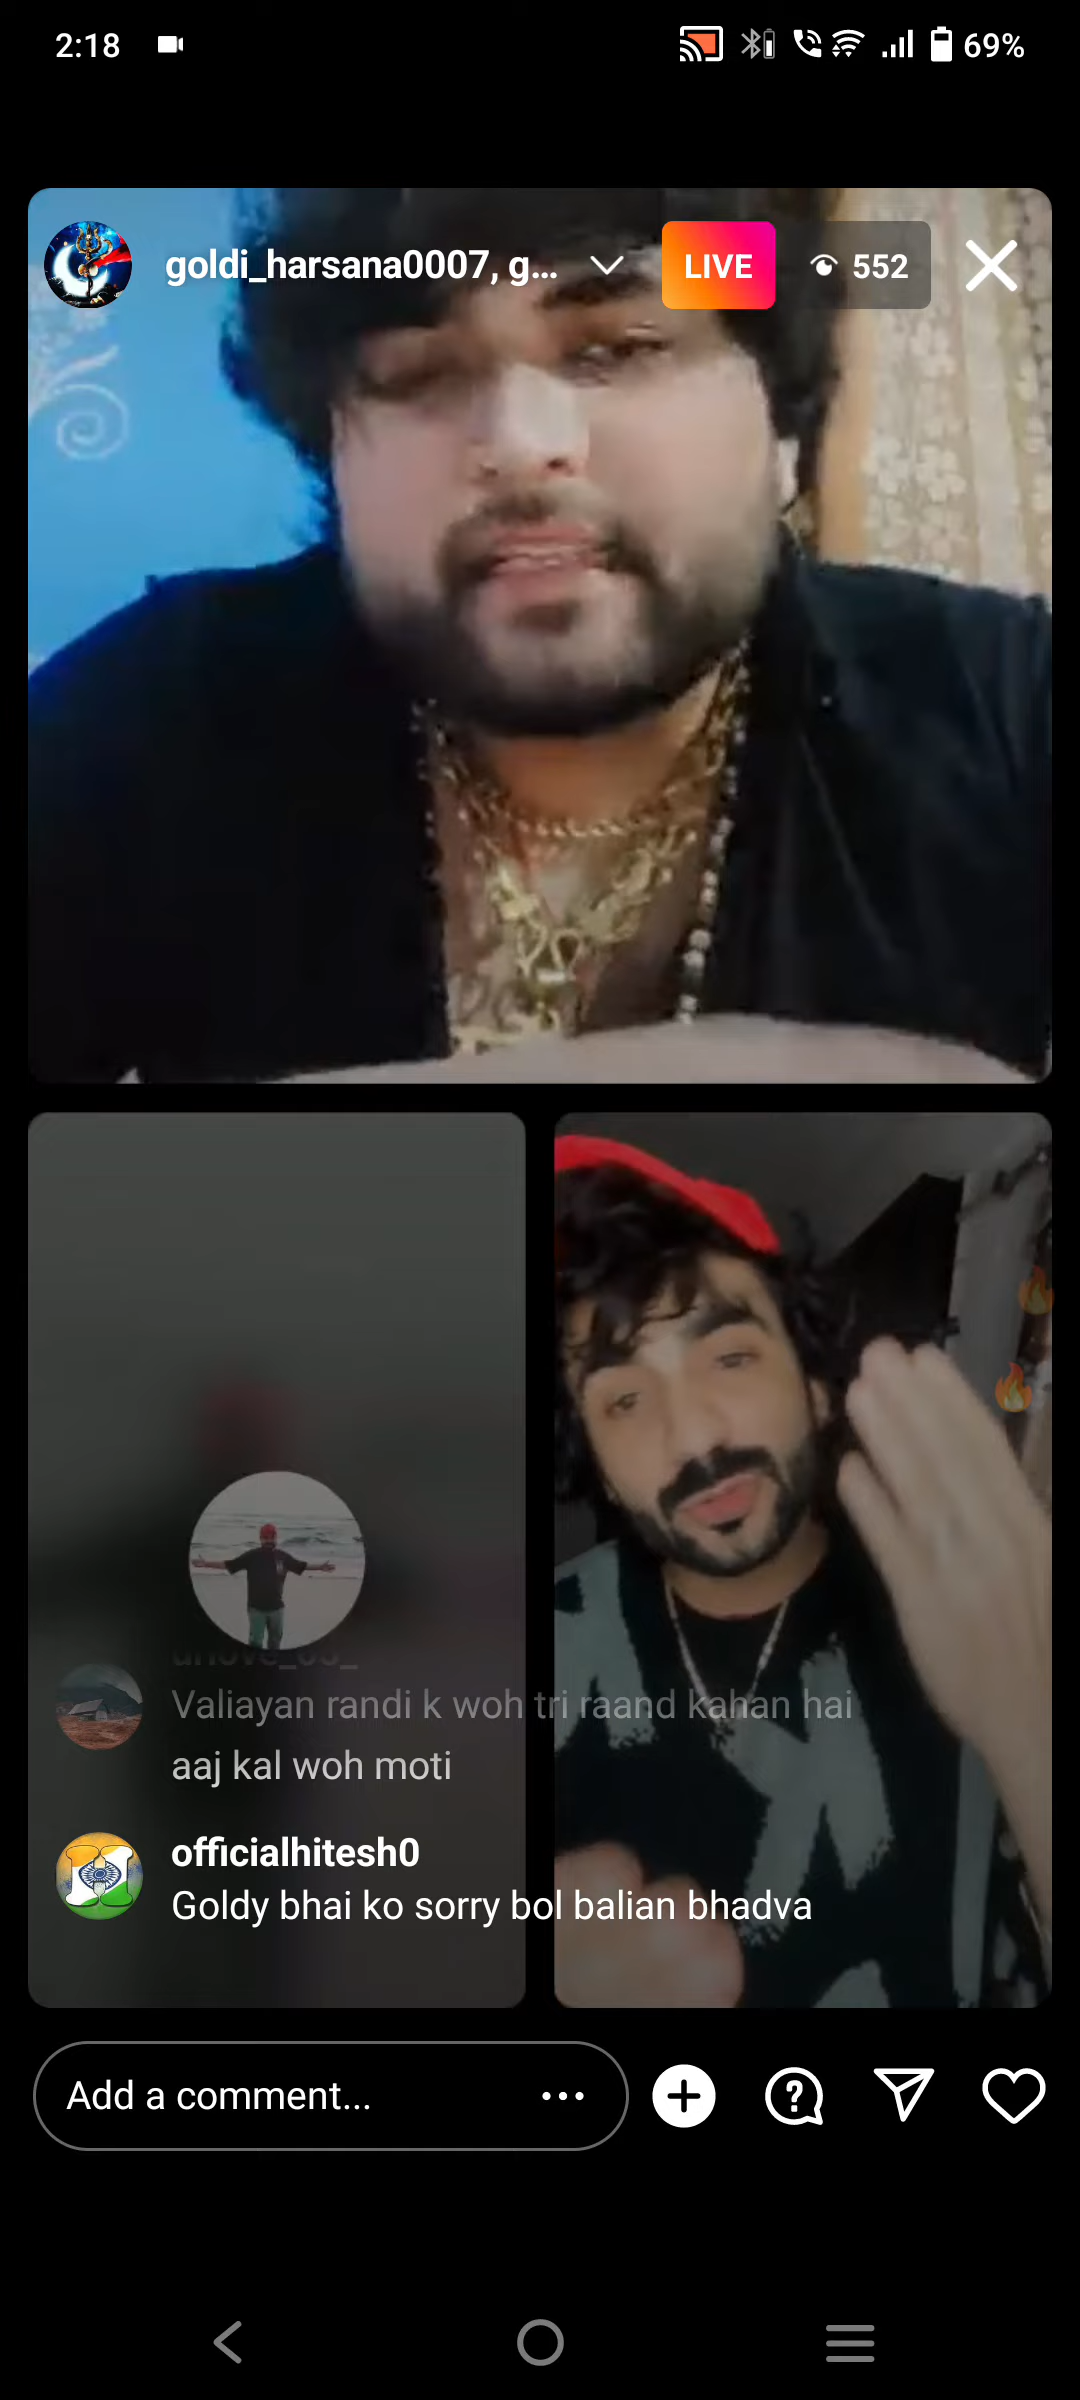 2:18
69%
goldi_harsana0007, g...
LIVE
552
Valiayan randi k woh tri raand kahan hai
aaj kal woh moti
officialhitesh0
Goldy bhai ko sorry bol balian bhadva
Add a comment...